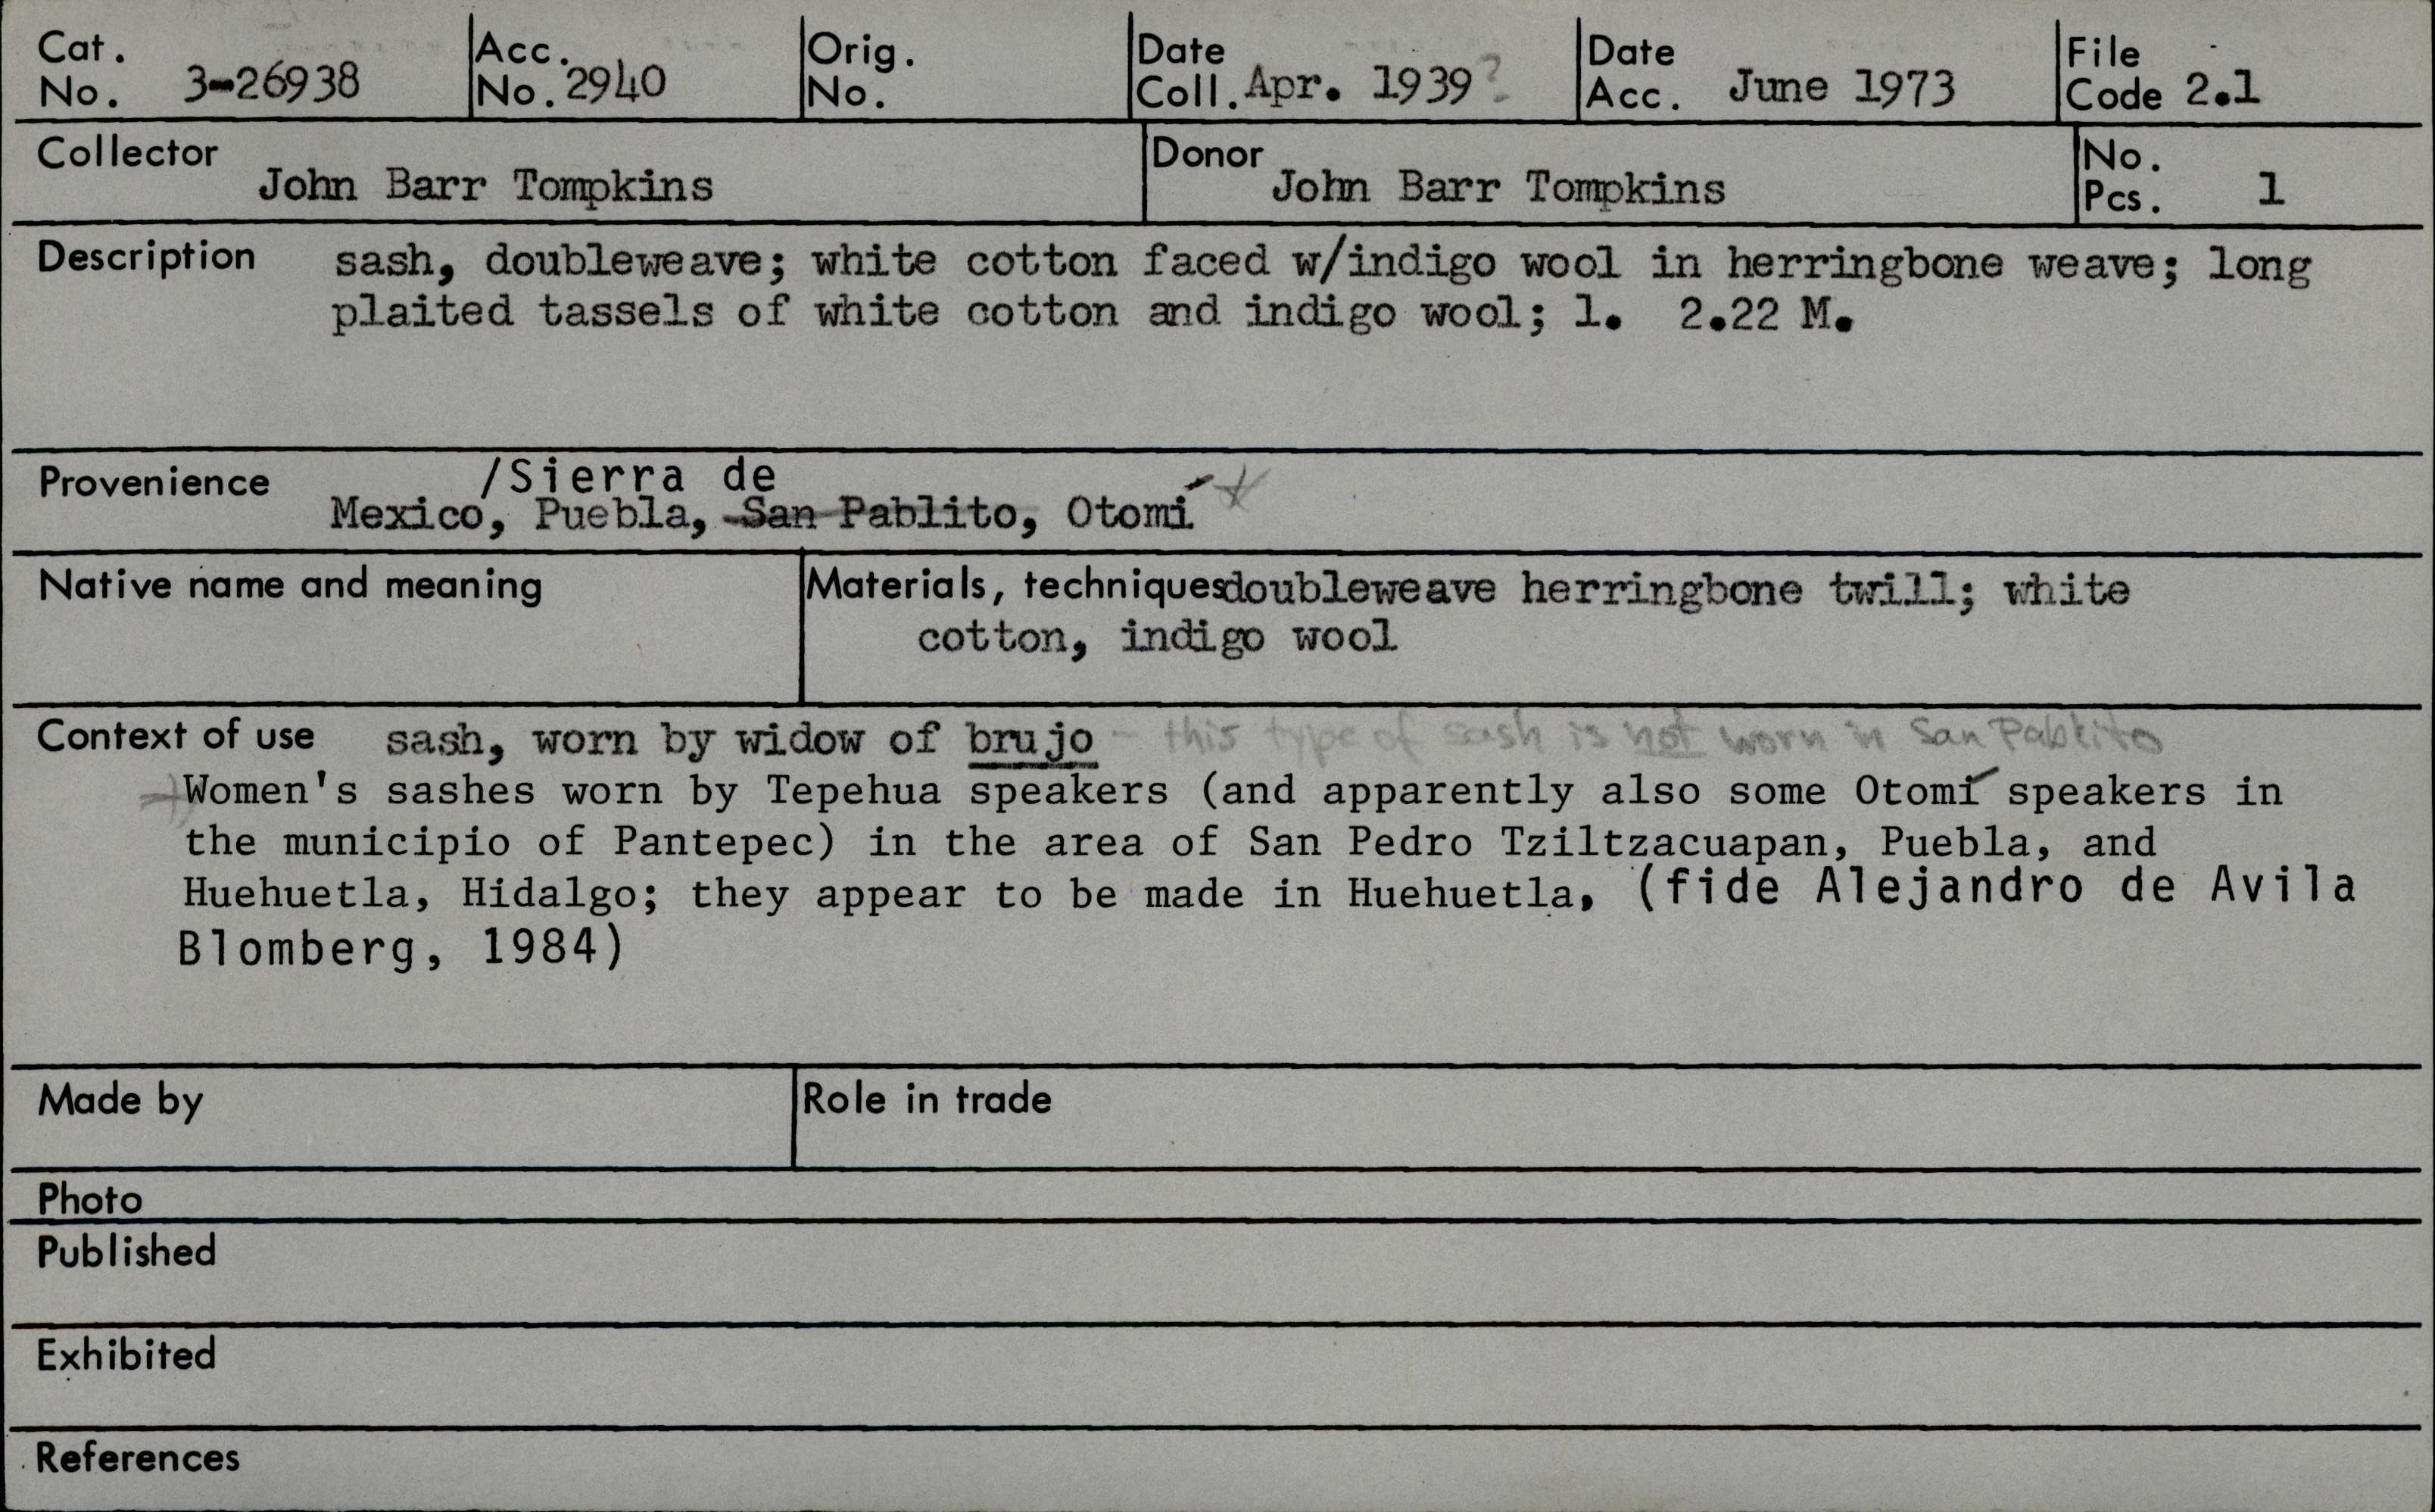 Cat. No. 3-26938 Acc. No. 2940 Orig. No. Date Coll. Apr. 1939? Date Acc. June 1973 File Code 2.1
Collector John Barr Tompkins Donor John Barr Tompkins No. Pcs. 1
Description sash, doubleweave; white cotton faced w/indigo wool in herringbone weave; long
plaited tassels of white cotton and indigo wool; l. 2.22 M.
/Sierra de
Provenience Mexico, Puebla, San Pablito, Otomí
Native name and meaning
Materials, techniques doubleweave herringbone twill; white
cotton, indigo wool
Context of use sash, worn by widow of brujo - this type of sash is not worn in San Pablito
Women's sashes worn by Tepehua speakers (and apparently also some Otomí speakers in
the municipio of Pantepec) in the area of San Pedro Tziltzacuapan, Puebla, and
Huehuetla, Hidalgo; they appear to be made in Huehuetla, (fide Alejandro de Avila
Blomberg, 1984)
Made by Role in trade
Photo
Published
Exhibited
References